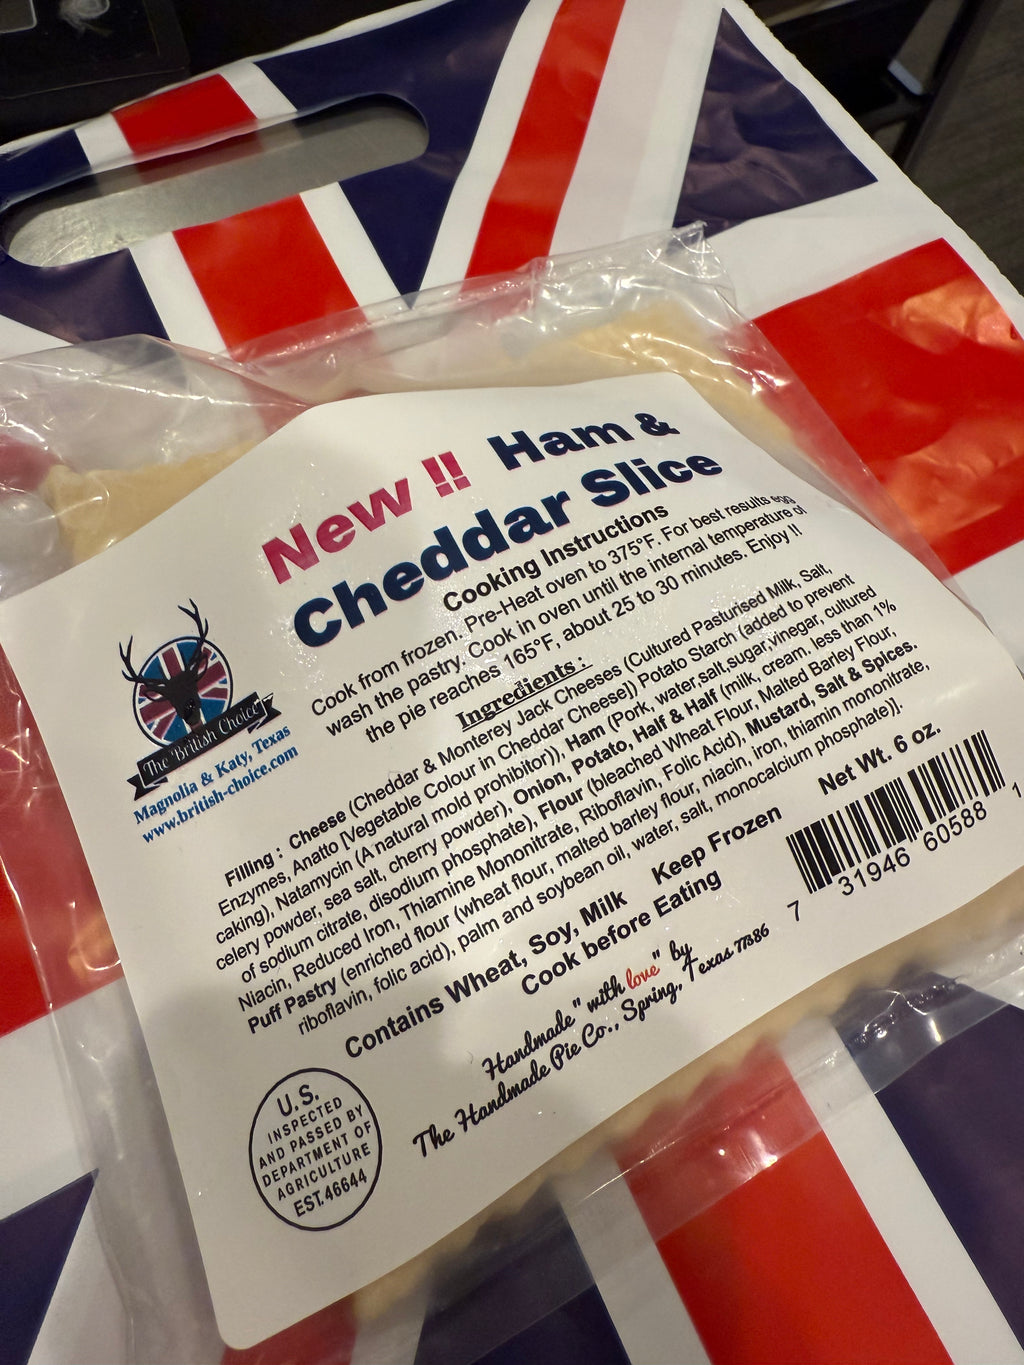 New !! Ham &
Cheddar Slice
Cooking Instructions
Cook from frozen. Pre-Heat oven to 375°F. For best results egg
wash the pastry. Cook in oven until the internal temperature of
the pie reaches 165°F, about 25 to 30 minutes. Enjoy !!
Ingredients :
Filling : Cheese (Cheddar & Monterey Jack Cheeses (Cultured Pasturised Milk, Salt,
Enzymes, Anatto [Vegetable Colour in Cheddar Cheese]) Potato Starch (added to prevent
caking), Natamycin (A natural mold prohibitor)), Ham (Pork, water,salt,sugar,vinegar, cultured
celery powder, sea salt, cherry powder), Onion, Potato, Half & Half (milk, cream. less than 1%
of sodium citrate, disodium phosphate), Flour (bleached Wheat Flour, Malted Barley Flour,
Niacin, Reduced Iron, Thiamine Mononitrate, Riboflavin, Folic Acid), Mustard, Salt & Spices.
Puff Pastry (enriched flour (wheat flour, malted barley flour, niacin, iron, thiamin mononitrate,
riboflavin, folic acid), palm and soybean oil, water, salt, monocalcium phosphate)].
The British Choice
Magnolia & Katy, Texas
www.british-choice.com
Contains Wheat, Soy, Milk Keep Frozen
Cook before Eating
Net Wt. 6 oz.
7 31946 60588 1
Handmade" with love" by
The Handmade Pie Co., Spring, Texas 77386
U.S.
INSPECTED
AND PASSED BY
DEPARTMENT OF
AGRICULTURE
EST. 46644